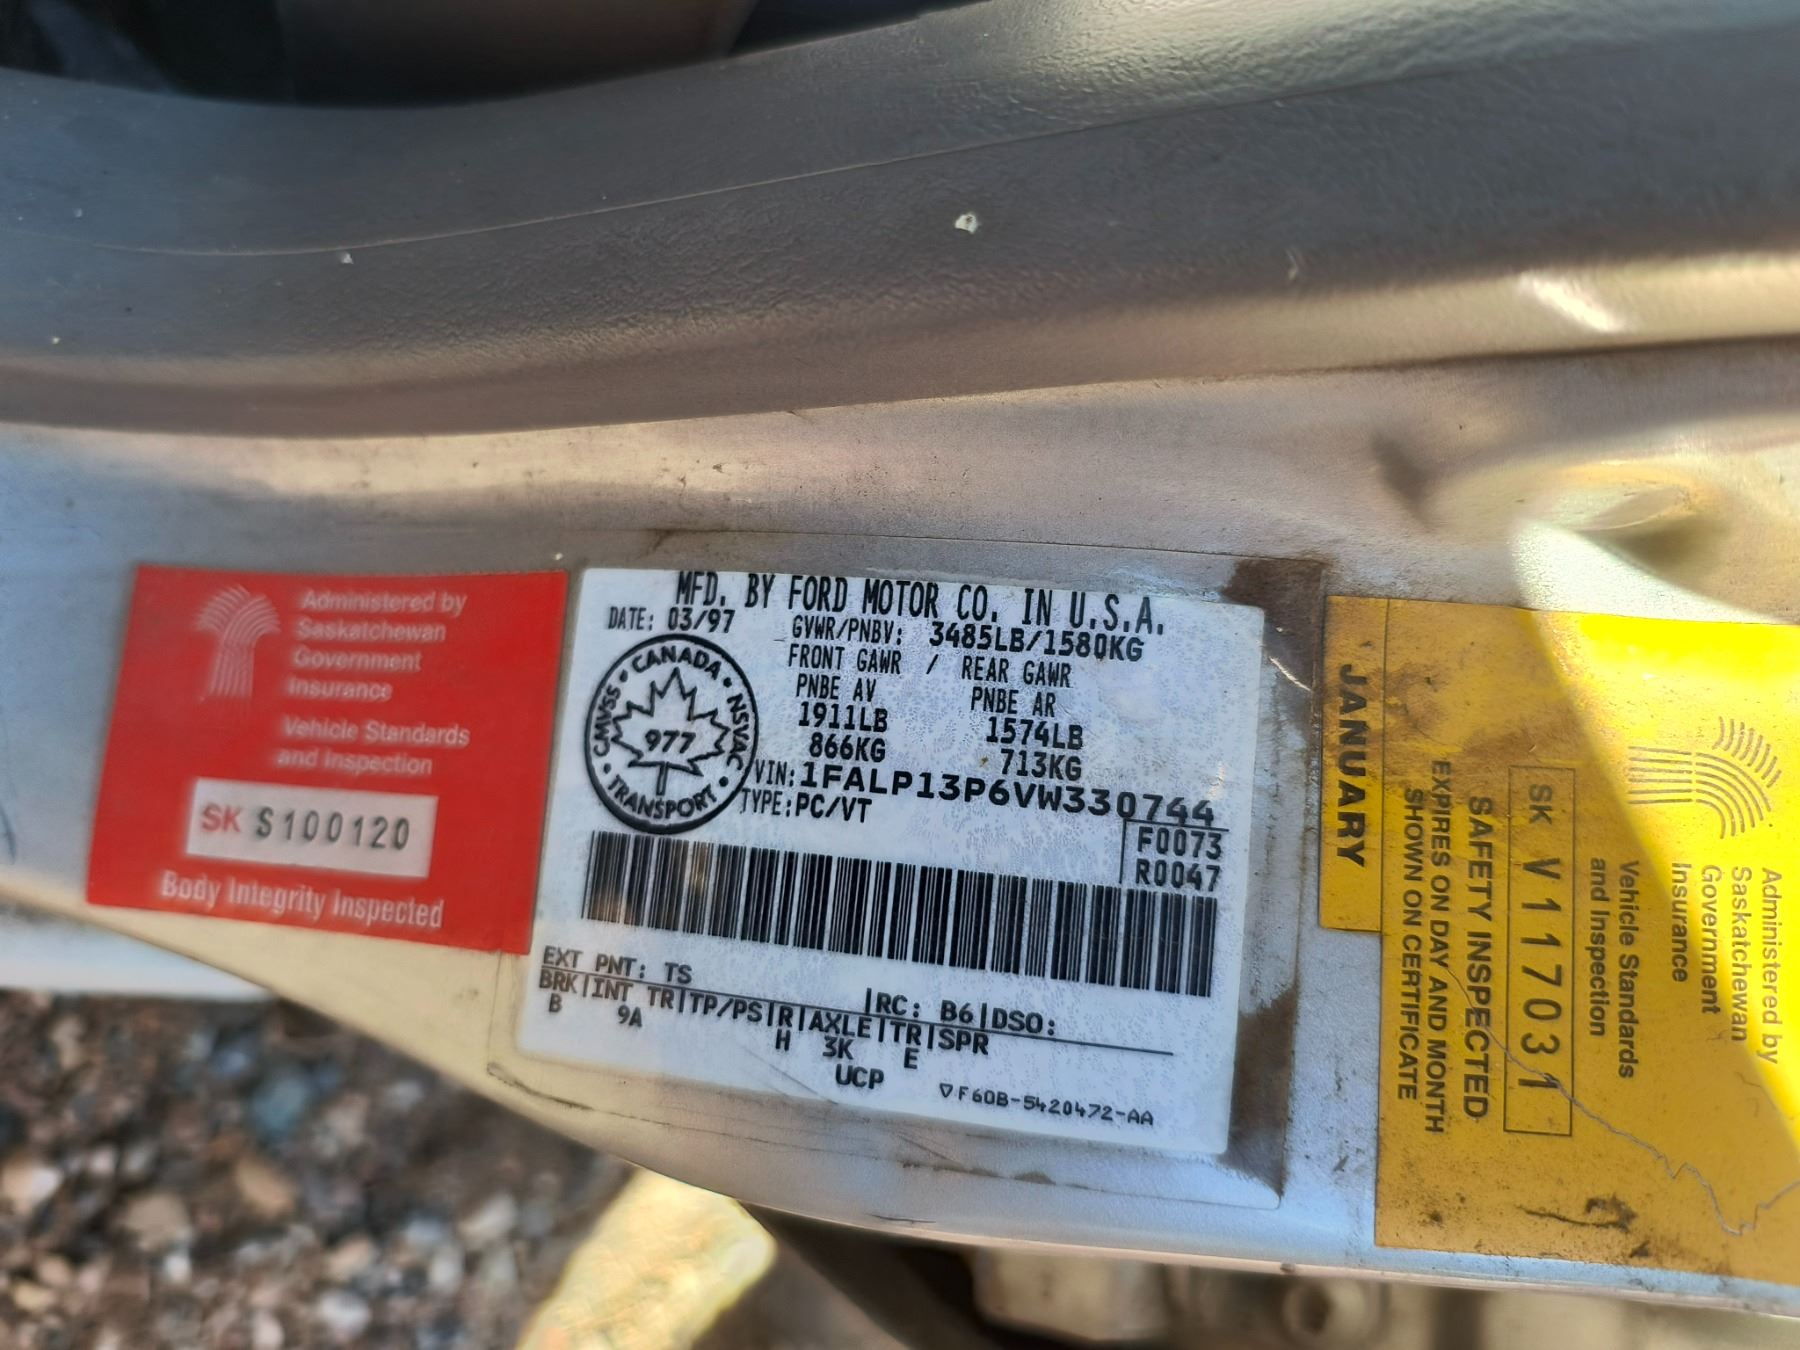 Administered by
Saskatchewan
Government
Insurance
Vehicle Standards
and Inspection
SK S100120
Body Integrity Inspected
MFD. BY FORD MOTOR CO. IN U.S.A.
DATE: 03/97 GVWR/PNBV: 3485LB/1580KG
FRONT GAWR / REAR GAWR
PNBE AV PNBE AR
1911LB 1574LB
866KG 713KG
CANADA • NSVAC • TRANSPORT • CMVSS •
977
VIN: 1FALP13P6VW330744
TYPE: PC/VT
F0073
R0047
EXT PNT: TS |RC: B6|DSO:
BRK|INT TR|TP/PS|R|AXLE|TR|SPR
B 9A H 3K E
UCP
▽F60B-5420472-AA
JANUARY
Administered by
Saskatchewan
Government
Insurance
Vehicle Standards
and Inspection
SK V117031
SAFETY INSPECTED
EXPIRES ON DAY AND MONTH
SHOWN ON CERTIFICATE